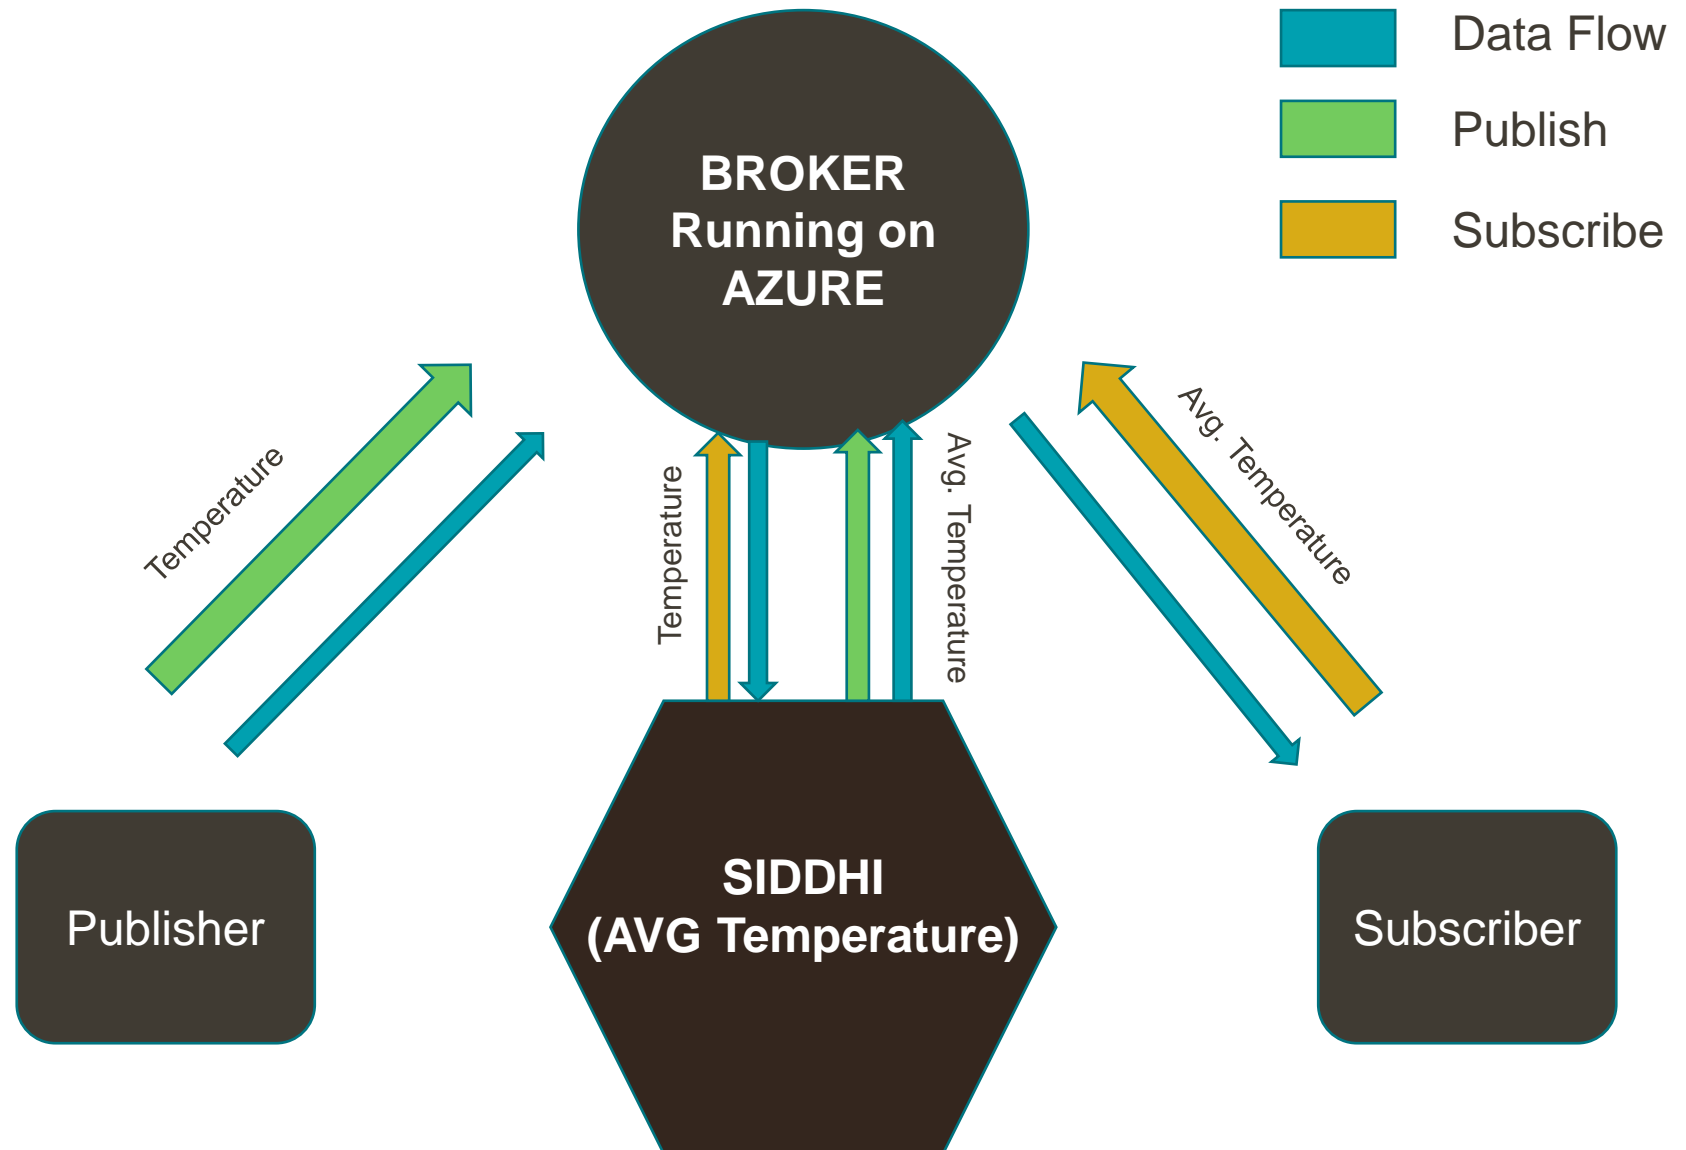 Data Flow
Publish
Subscribe
BROKER
Running on
AZURE
Temperature
Temperature
Avg. Temperature
Avg. Temperature
Publisher
SIDDHI
(AVG Temperature)
Subscriber